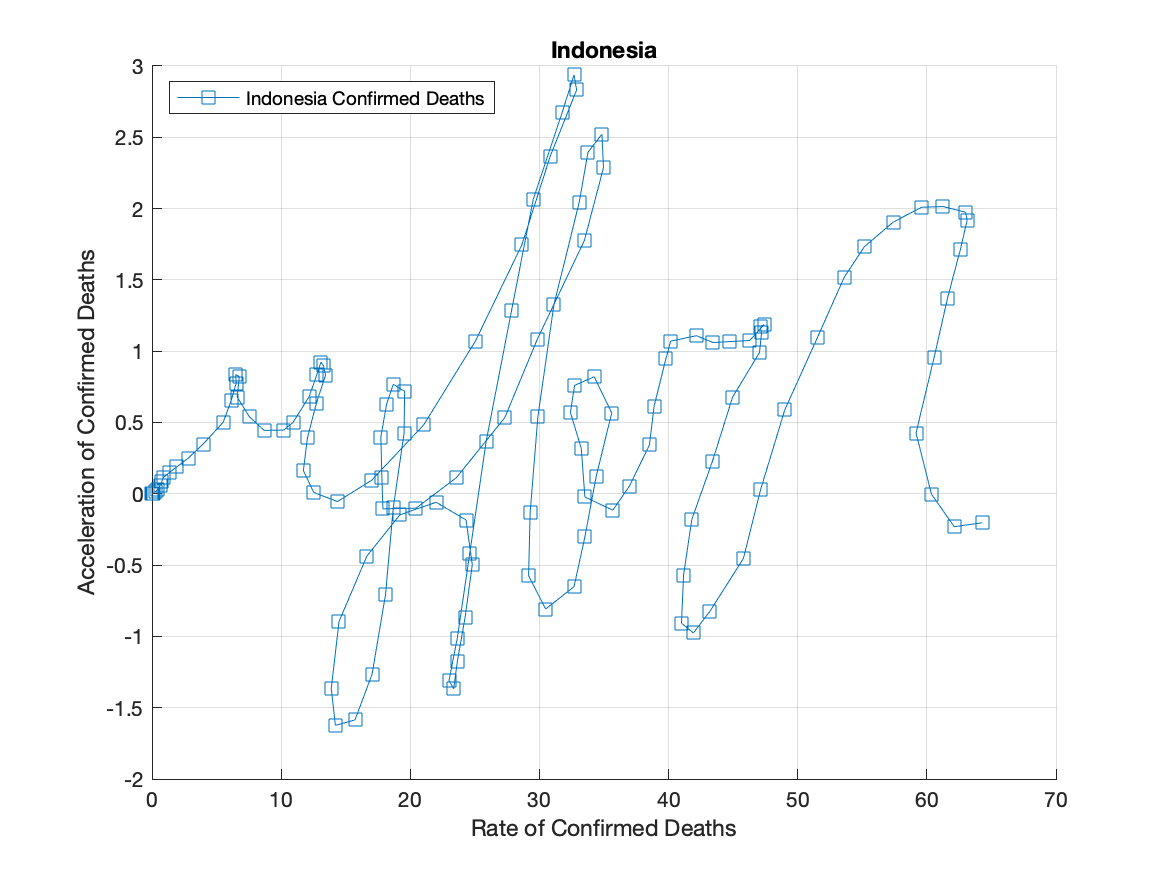 Indonesia
Indonesia Confirmed Deaths
Acceleration of Confirmed Deaths
3
2.5
2
1.5
1
0.5
0
-0.5
-1
-1.5
-2
0 10 20 30 40 50 60 70
Rate of Confirmed Deaths